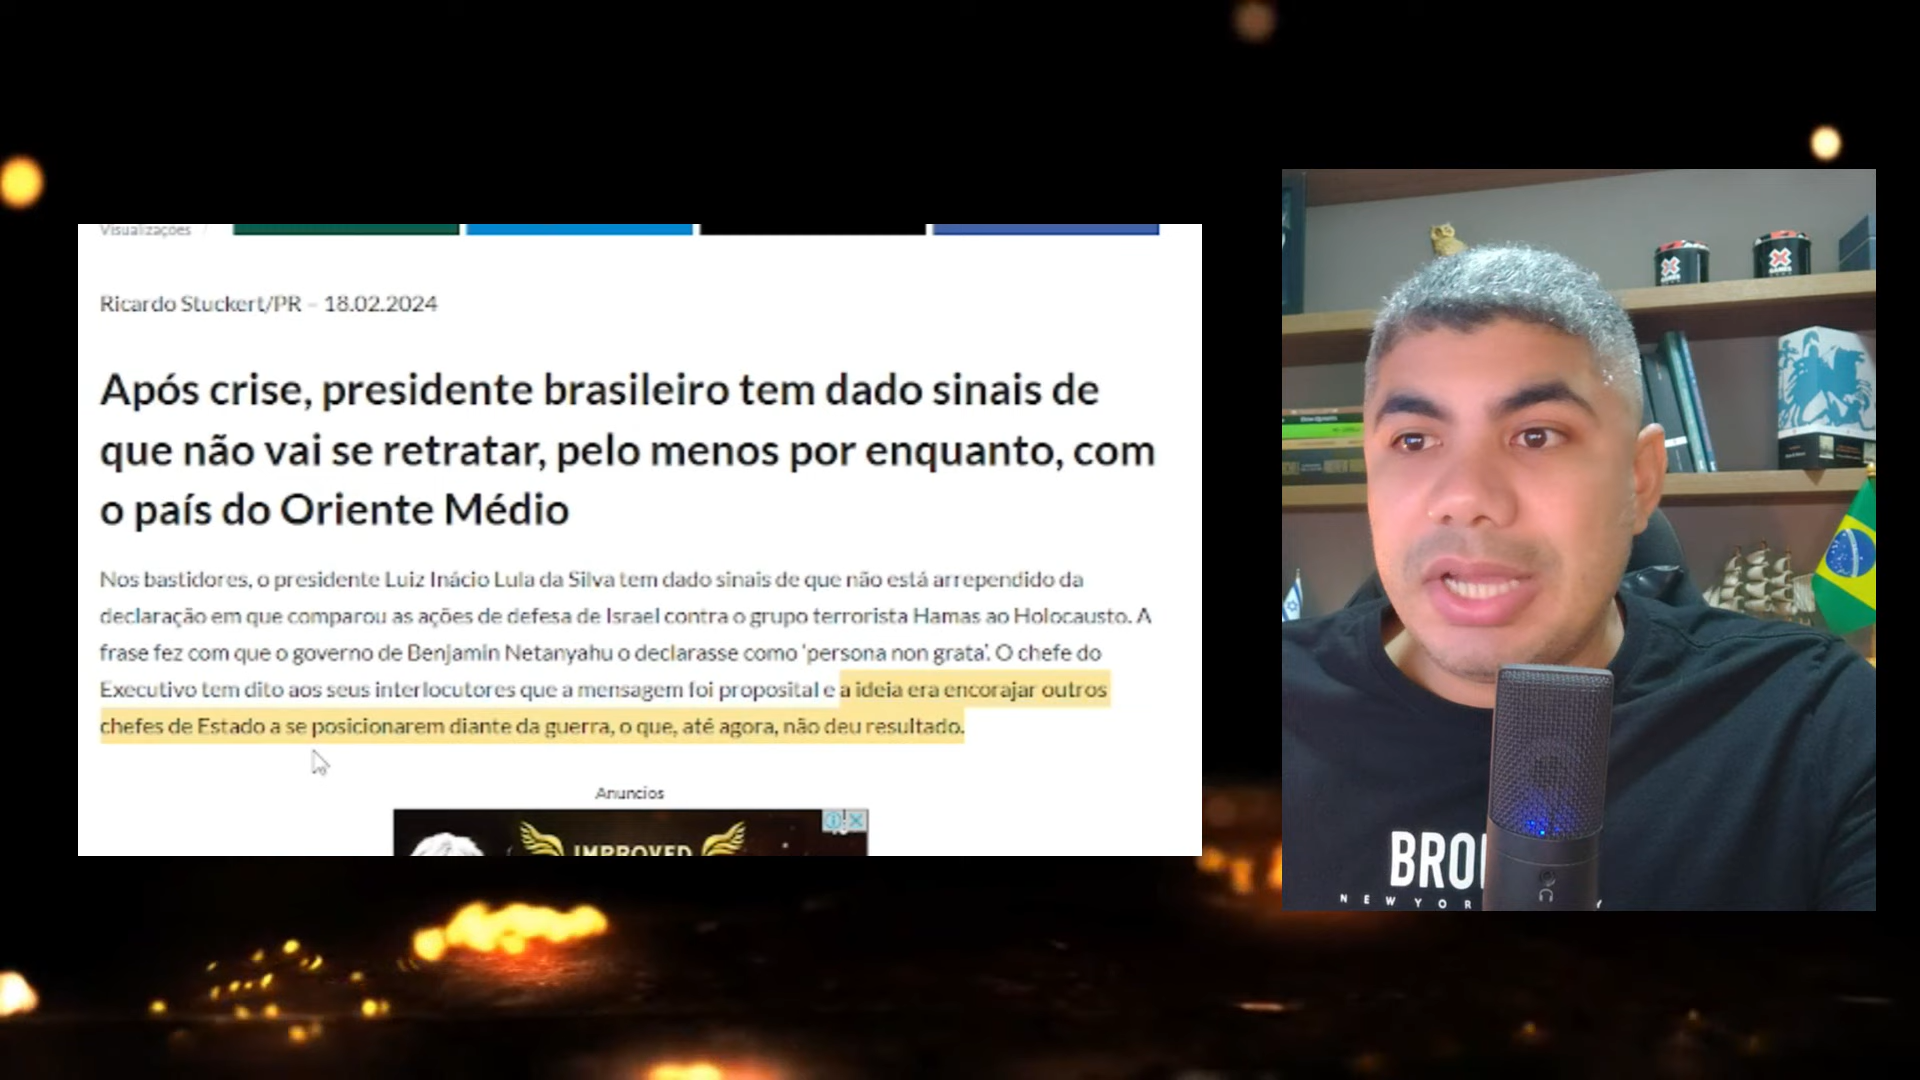 Visualizações
Ricardo Stuckert/PR – 18.02.2024
Após crise, presidente brasileiro tem dado sinais de
que não vai se retratar, pelo menos por enquanto, com
o país do Oriente Médio
Nos bastidores, o presidente Luiz Inácio Lula da Silva tem dado sinais de que não está arrependido da
declaração em que comparou as ações de defesa de Israel contra o grupo terrorista Hamas ao Holocausto. A
frase fez com que o governo de Benjamin Netanyahu o declarasse como ‘persona non grata’. O chefe do
Executivo tem dito aos seus interlocutores que a mensagem foi proposital e a ideia era encorajar outros
chefes de Estado a se posicionarem diante da guerra, o que, até agora, não deu resultado.
Anuncios
IMPROVED
X GAMES
BRO
NEW YOR Y